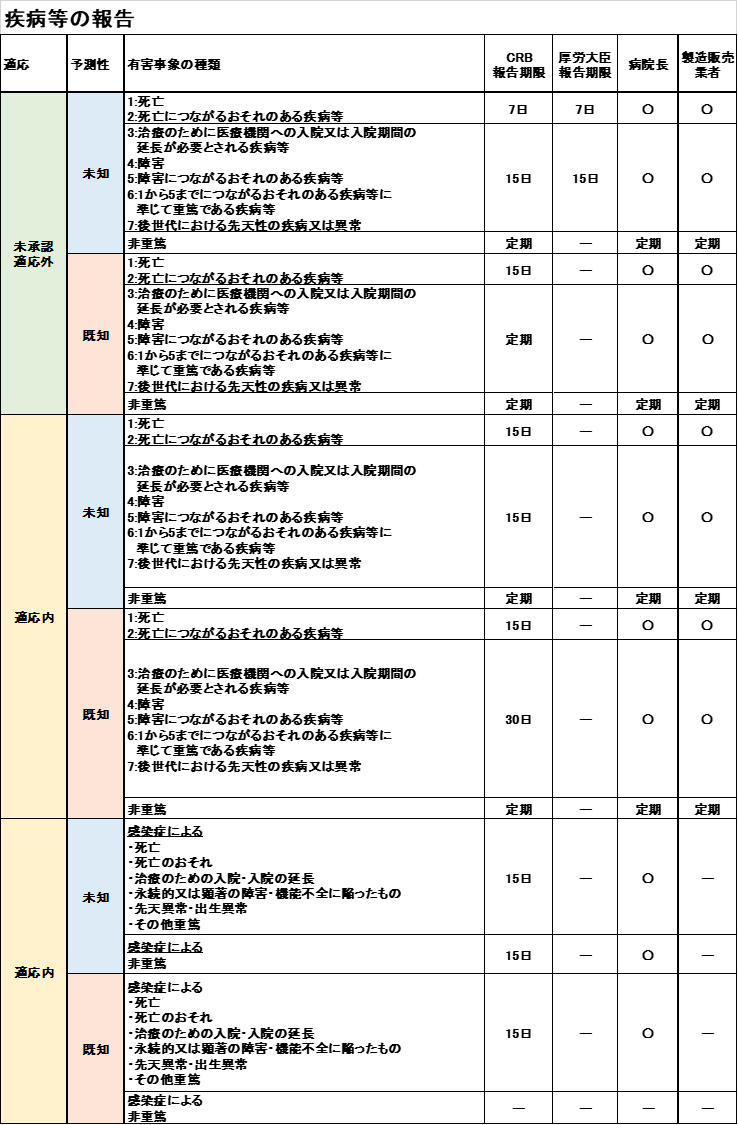 疾病等の報告
適応 予測性 有害事象の種類 CRB報告期限 厚労大臣報告期限 病院長 製造販売業者
未承認
適応外
未知
1:死亡
2:死亡につながるおそれのある疾病等
7日 7日 〇 〇
3:治療のために医療機関への入院又は入院期間の
延長が必要とされる疾病等
4:障害
5:障害につながるおそれのある疾病等
6:1から5までにつながるおそれのある疾病等に
準じて重篤である疾病等
7:後世代における先天性の疾病又は異常
15日 15日 〇 〇
非重篤 定期 ― 定期 定期
既知
1:死亡
2:死亡につながるおそれのある疾病等
15日 ― 〇 〇
3:治療のために医療機関への入院又は入院期間の
延長が必要とされる疾病等
4:障害
5:障害につながるおそれのある疾病等
6:1から5までにつながるおそれのある疾病等に
準じて重篤である疾病等
7:後世代における先天性の疾病又は異常
定期 ― 〇 〇
非重篤 定期 ― 定期 定期
適応内
未知
1:死亡
2:死亡につながるおそれのある疾病等
15日 ― 〇 〇
3:治療のために医療機関への入院又は入院期間の
延長が必要とされる疾病等
4:障害
5:障害につながるおそれのある疾病等
6:1から5までにつながるおそれのある疾病等に
準じて重篤である疾病等
7:後世代における先天性の疾病又は異常
15日 ― 〇 〇
非重篤 定期 ― 定期 定期
既知
1:死亡
2:死亡につながるおそれのある疾病等
15日 ― 〇 〇
3:治療のために医療機関への入院又は入院期間の
延長が必要とされる疾病等
4:障害
5:障害につながるおそれのある疾病等
6:1から5までにつながるおそれのある疾病等に
準じて重篤である疾病等
7:後世代における先天性の疾病又は異常
30日 ― 〇 〇
非重篤 定期 ― 定期 定期
適応内
未知
感染症による
・死亡
・死亡のおそれ
・治療のための入院・入院の延長
・永続的又は顕著の障害・機能不全に陥ったもの
・先天異常・出生異常
・その他重篤
15日 ― 〇 ―
感染症による
非重篤
15日 ― 〇 ―
既知
感染症による
・死亡
・死亡のおそれ
・治療のための入院・入院の延長
・永続的又は顕著の障害・機能不全に陥ったもの
・先天異常・出生異常
・その他重篤
15日 ― 〇 ―
感染症による
非重篤
― ― ― ―